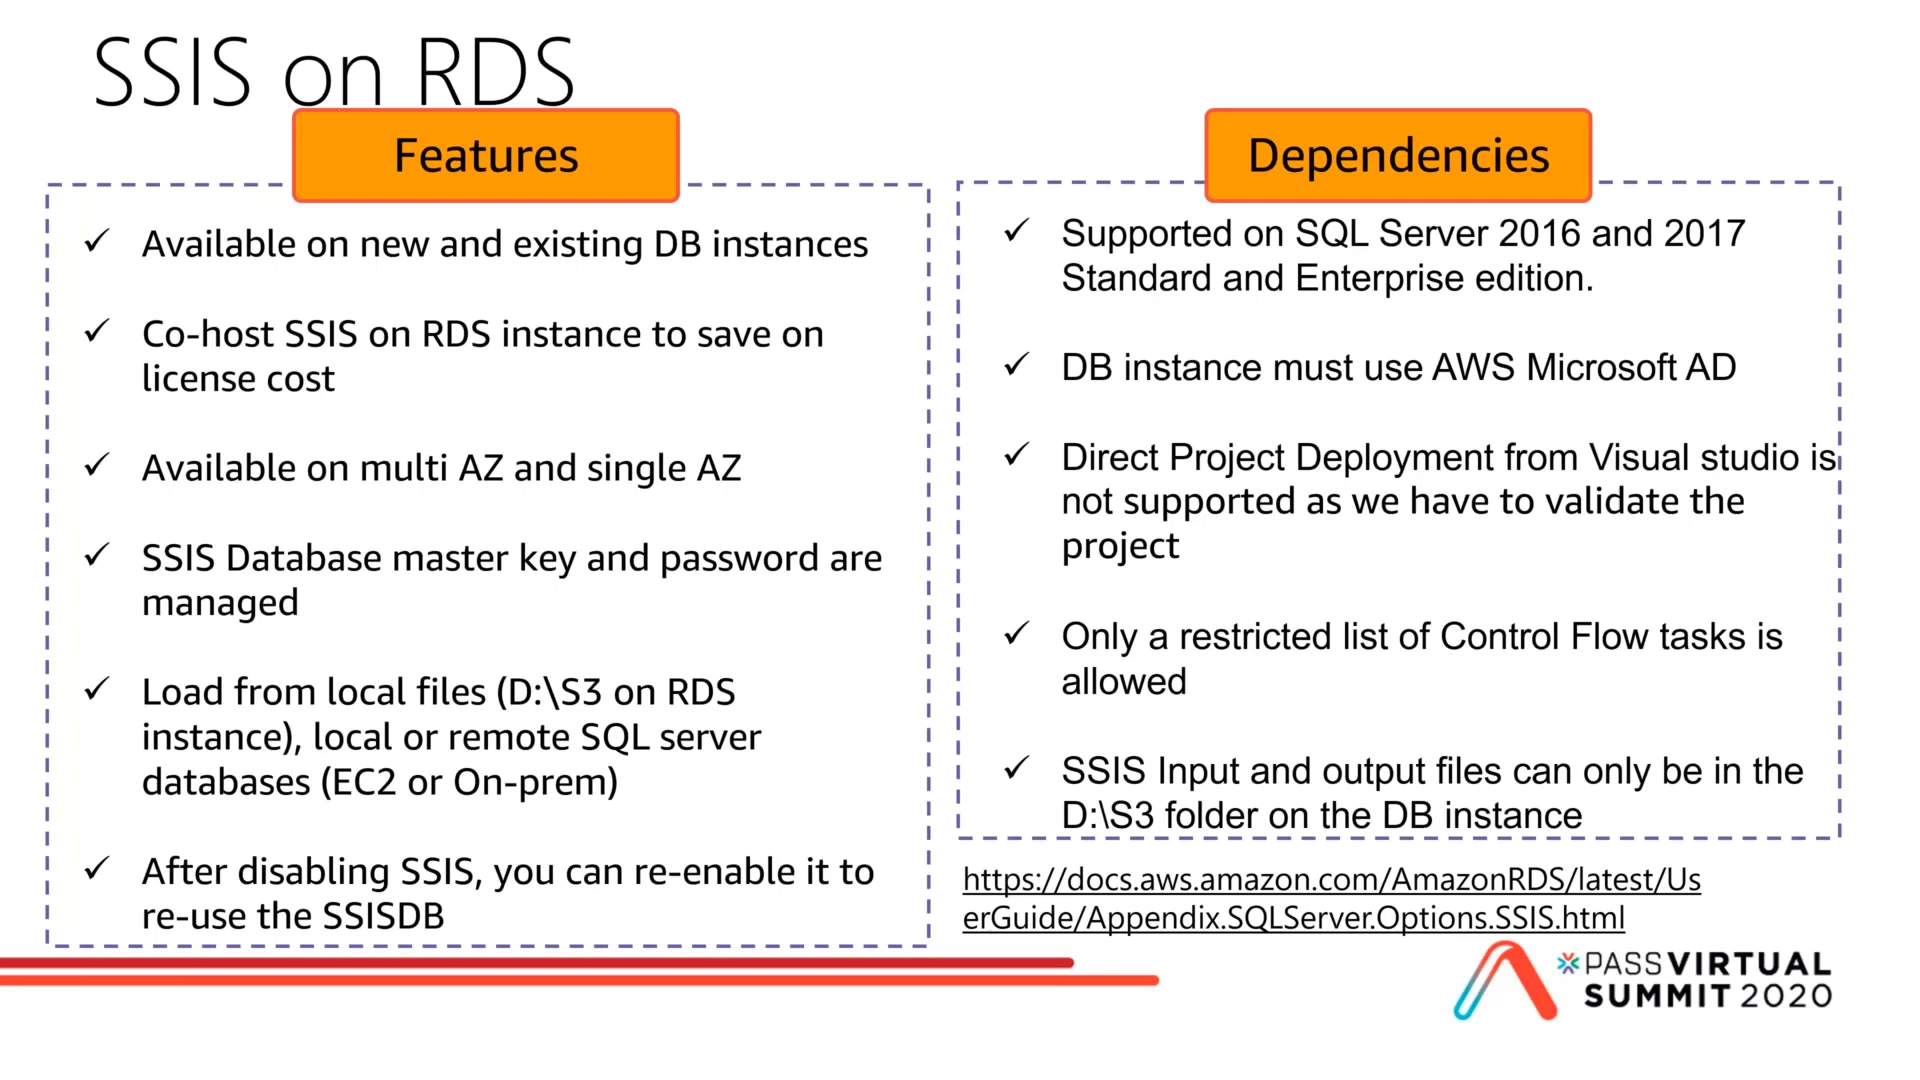 SSIS on RDS
Features
✓ Available on new and existing DB instances
✓ Co-host SSIS on RDS instance to save on
license cost
✓ Available on multi AZ and single AZ
✓ SSIS Database master key and password are
managed
✓ Load from local files (D:\S3 on RDS
instance), local or remote SQL server
databases (EC2 or On-prem)
✓ After disabling SSIS, you can re-enable it to
re-use the SSISDB
Dependencies
✓ Supported on SQL Server 2016 and 2017
Standard and Enterprise edition.
✓ DB instance must use AWS Microsoft AD
✓ Direct Project Deployment from Visual studio is
not supported as we have to validate the
project
✓ Only a restricted list of Control Flow tasks is
allowed
✓ SSIS Input and output files can only be in the
D:\S3 folder on the DB instance
https://docs.aws.amazon.com/AmazonRDS/latest/Us
erGuide/Appendix.SQLServer.Options.SSIS.html
PASS VIRTUAL
SUMMIT 2020